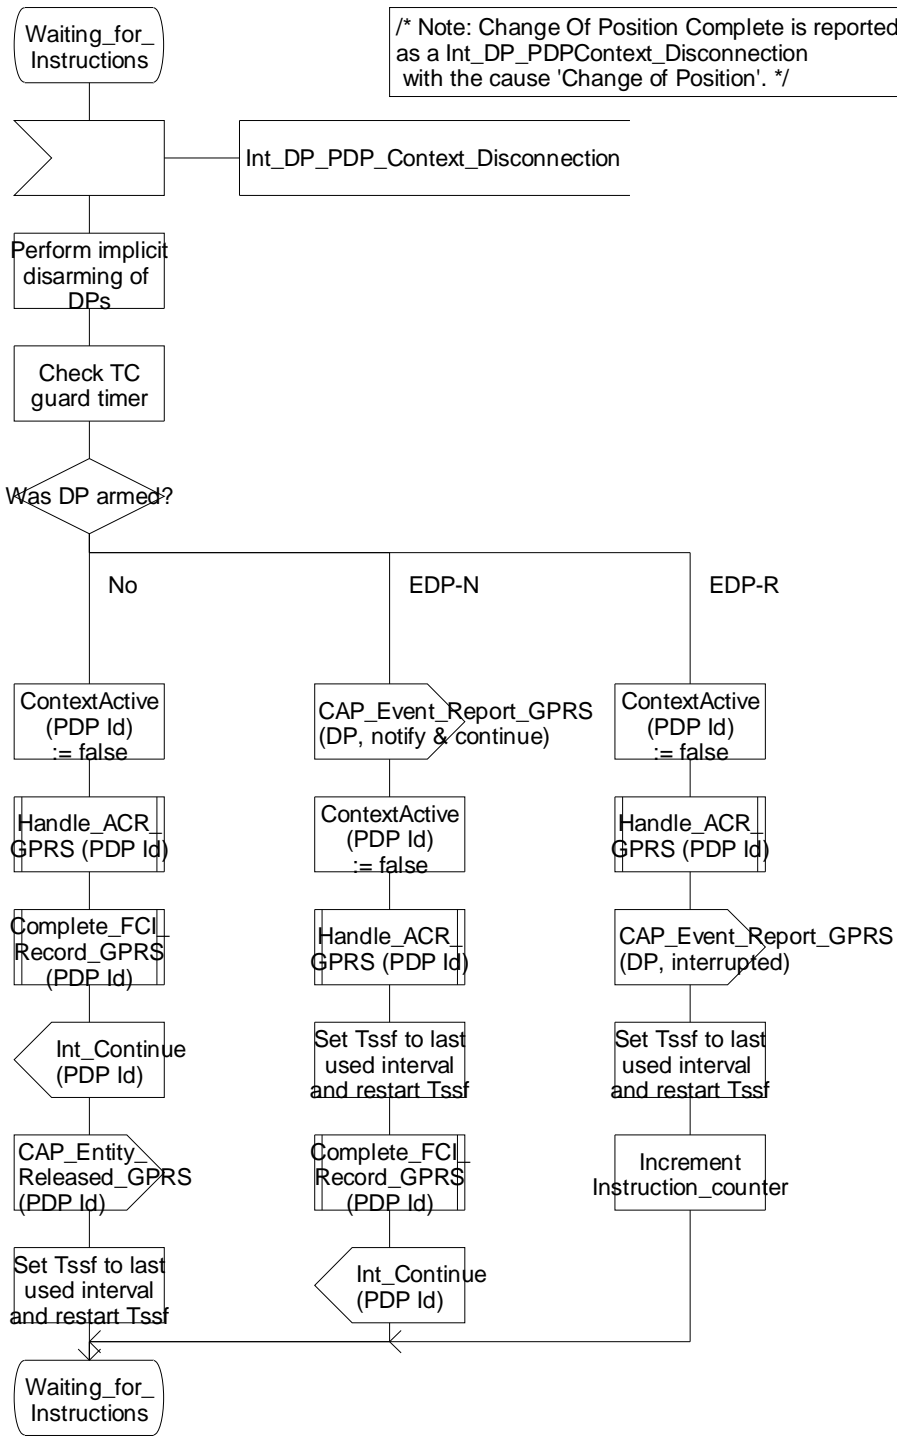 Waiting_for_
Instructions
/* Note: Change Of Position Complete is reported
as a Int_DP_PDPContext_Disconnection
with the cause 'Change of Position'. */
Int_DP_PDP_Context_Disconnection
Perform implicit
disarming of
DPs
Check TC
guard timer
Was DP armed?
No
EDP-N
EDP-R
ContextActive
(PDP Id)
:= false
Handle_ACR_
GPRS (PDP Id)
Complete_FCI_
Record_GPRS
(PDP Id)
Int_Continue
(PDP Id)
CAP_Entity_
Released_GPRS
(PDP Id)
Set Tssf to last
used interval
and restart Tssf
CAP_Event_Report_GPRS
(DP, notify & continue)
ContextActive
(PDP Id)
:= false
Handle_ACR_
GPRS (PDP Id)
Set Tssf to last
used interval
and restart Tssf
Complete_FCI_
Record_GPRS
(PDP Id)
Int_Continue
(PDP Id)
ContextActive
(PDP Id)
:= false
Handle_ACR_
GPRS (PDP Id)
CAP_Event_Report_GPRS
(DP, interrupted)
Set Tssf to last
used interval
and restart Tssf
Increment
Instruction_counter
Waiting_for_
Instructions